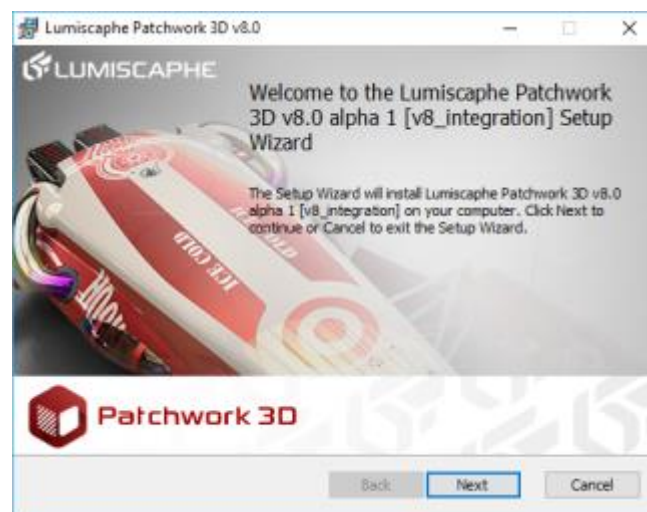 Lumiscaphe Patchwork 3D v8.0
LUMISCAPHE
Welcome to the Lumiscaphe Patchwork
3D v8.0 alpha 1 [v8_integration] Setup
Wizard
The Setup Wizard will install Lumiscaphe Patchwork 3D v8.0
alpha 1 [v8_integration] on your computer. Click Next to
continue or Cancel to exit the Setup Wizard.
ICE COLD
Patchwork 3D
Back
Next
Cancel